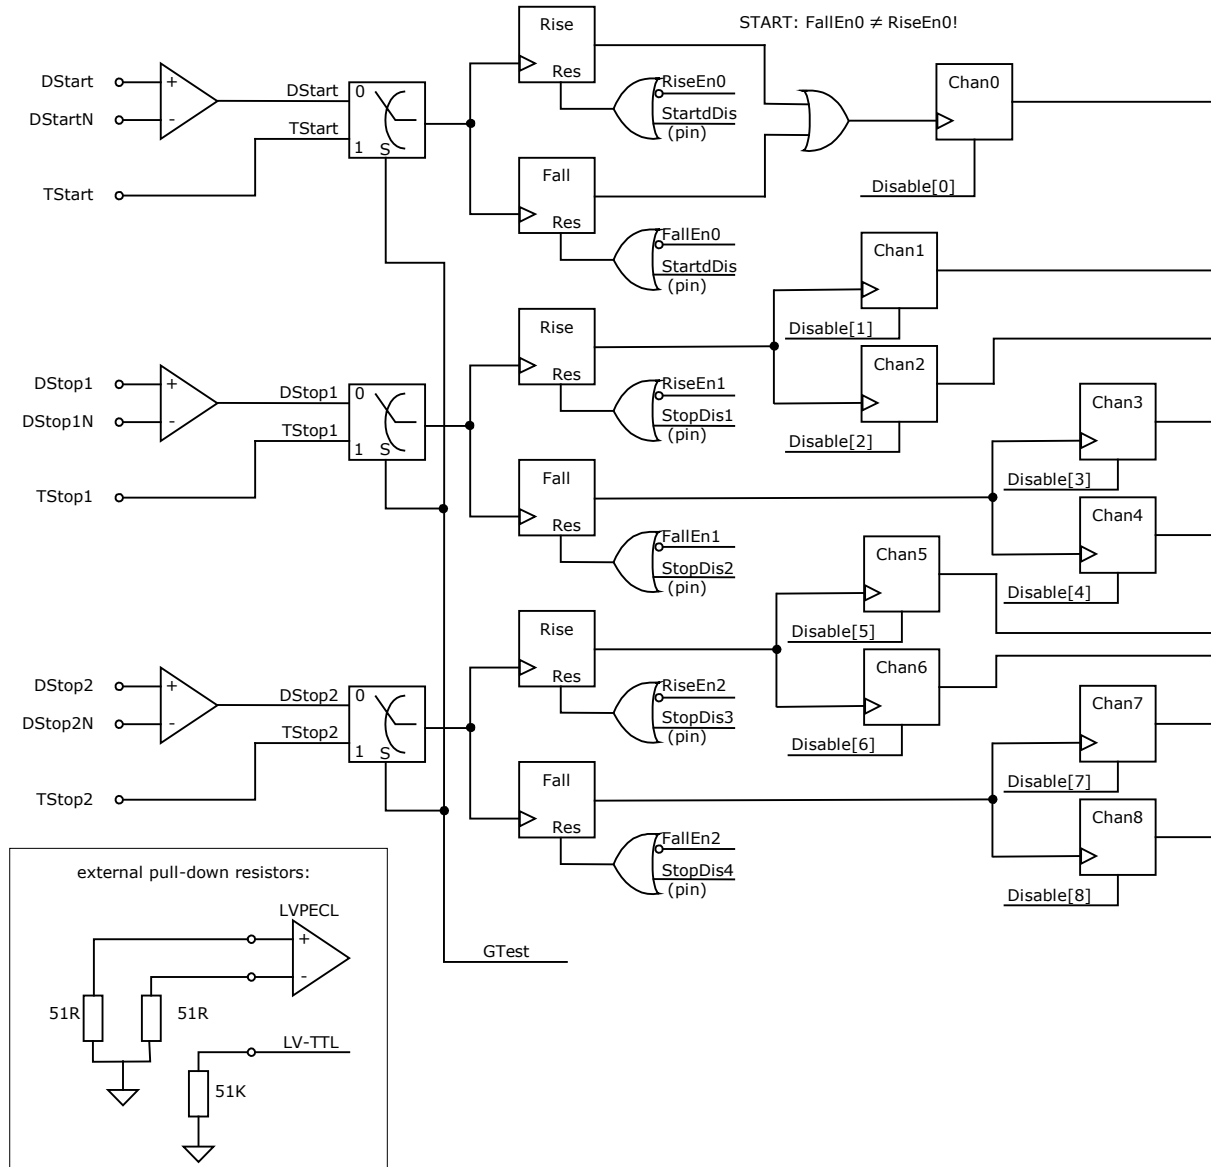 START: FallEn0 ≠ RiseEn0!
Rise
Res
RiseEn0
StartdDis
(pin)
Chan0
Disable[0]
DStart
DStartN
TStart
+
-
DStart
TStart
0
1
S
Fall
Res
FallEn0
StartdDis
(pin)
Chan1
Disable[1]
Chan2
Disable[2]
Rise
Res
RiseEn1
StopDis1
(pin)
DStop1
DStop1N
TStop1
+
-
DStop1
TStop1
0
1
S
Chan3
Disable[3]
Chan4
Disable[4]
Fall
Res
FallEn1
StopDis2
(pin)
Chan5
Disable[5]
Chan6
Disable[6]
Rise
Res
RiseEn2
StopDis3
(pin)
DStop2
DStop2N
TStop2
+
-
DStop2
TStop2
0
1
S
Chan7
Disable[7]
Chan8
Disable[8]
Fall
Res
FallEn2
StopDis4
(pin)
GTest
external pull-down resistors:
LVPECL
+
-
51R
51R
LV-TTL
51K